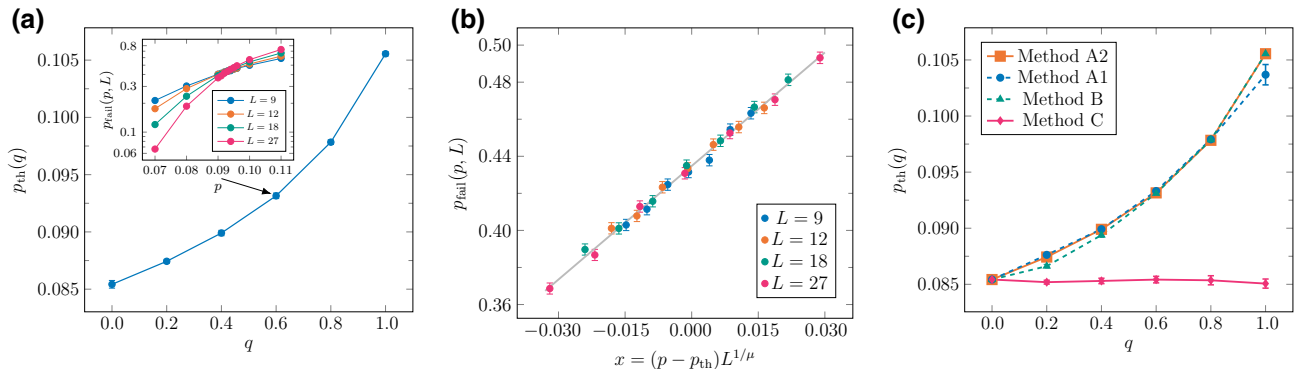 (a)
0.105
0.100
0.095
0.090
0.085
p_th(q)
0.0 0.2 0.4 0.6 0.8 1.0
q
0.8
0.3
0.1
0.06
p_fail(p, L)
0.07 0.08 0.09 0.10 0.11
p
L = 9
L = 12
L = 18
L = 27
(b)
0.50
0.48
0.44
0.40
0.36
p_fail(p, L)
−0.030 −0.015 0.000 0.015 0.030
x = (p − p_th)L^{1/μ}
L = 9
L = 12
L = 18
L = 27
(c)
0.105
0.100
0.095
0.090
0.085
p_th(q)
0.0 0.2 0.4 0.6 0.8 1.0
q
Method A2
Method A1
Method B
Method C